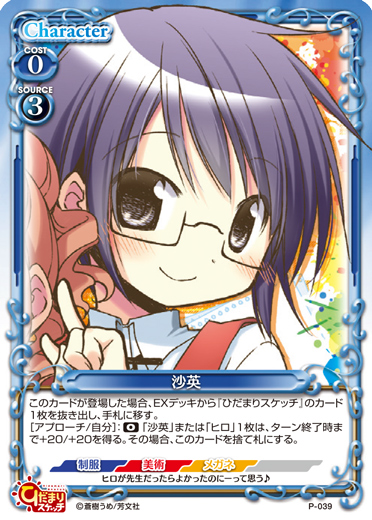 Character
COST
0
SOURCE
3
沙英
このカードが登場した場合、EXデッキから『ひだまりスケッチ』のカード
1枚を抜き出し、手札に移す。
[アプローチ/自分]:0 「沙英」または「ヒロ」1枚は、ターン終了時ま
で+20/+20を得る。その場合、このカードを捨て札にする。
制服 美術 メガネ
ヒロが先生だったらよかったのにーって思う♪
ひだまり
スケッチ
©蒼樹うめ/芳文社
P-039